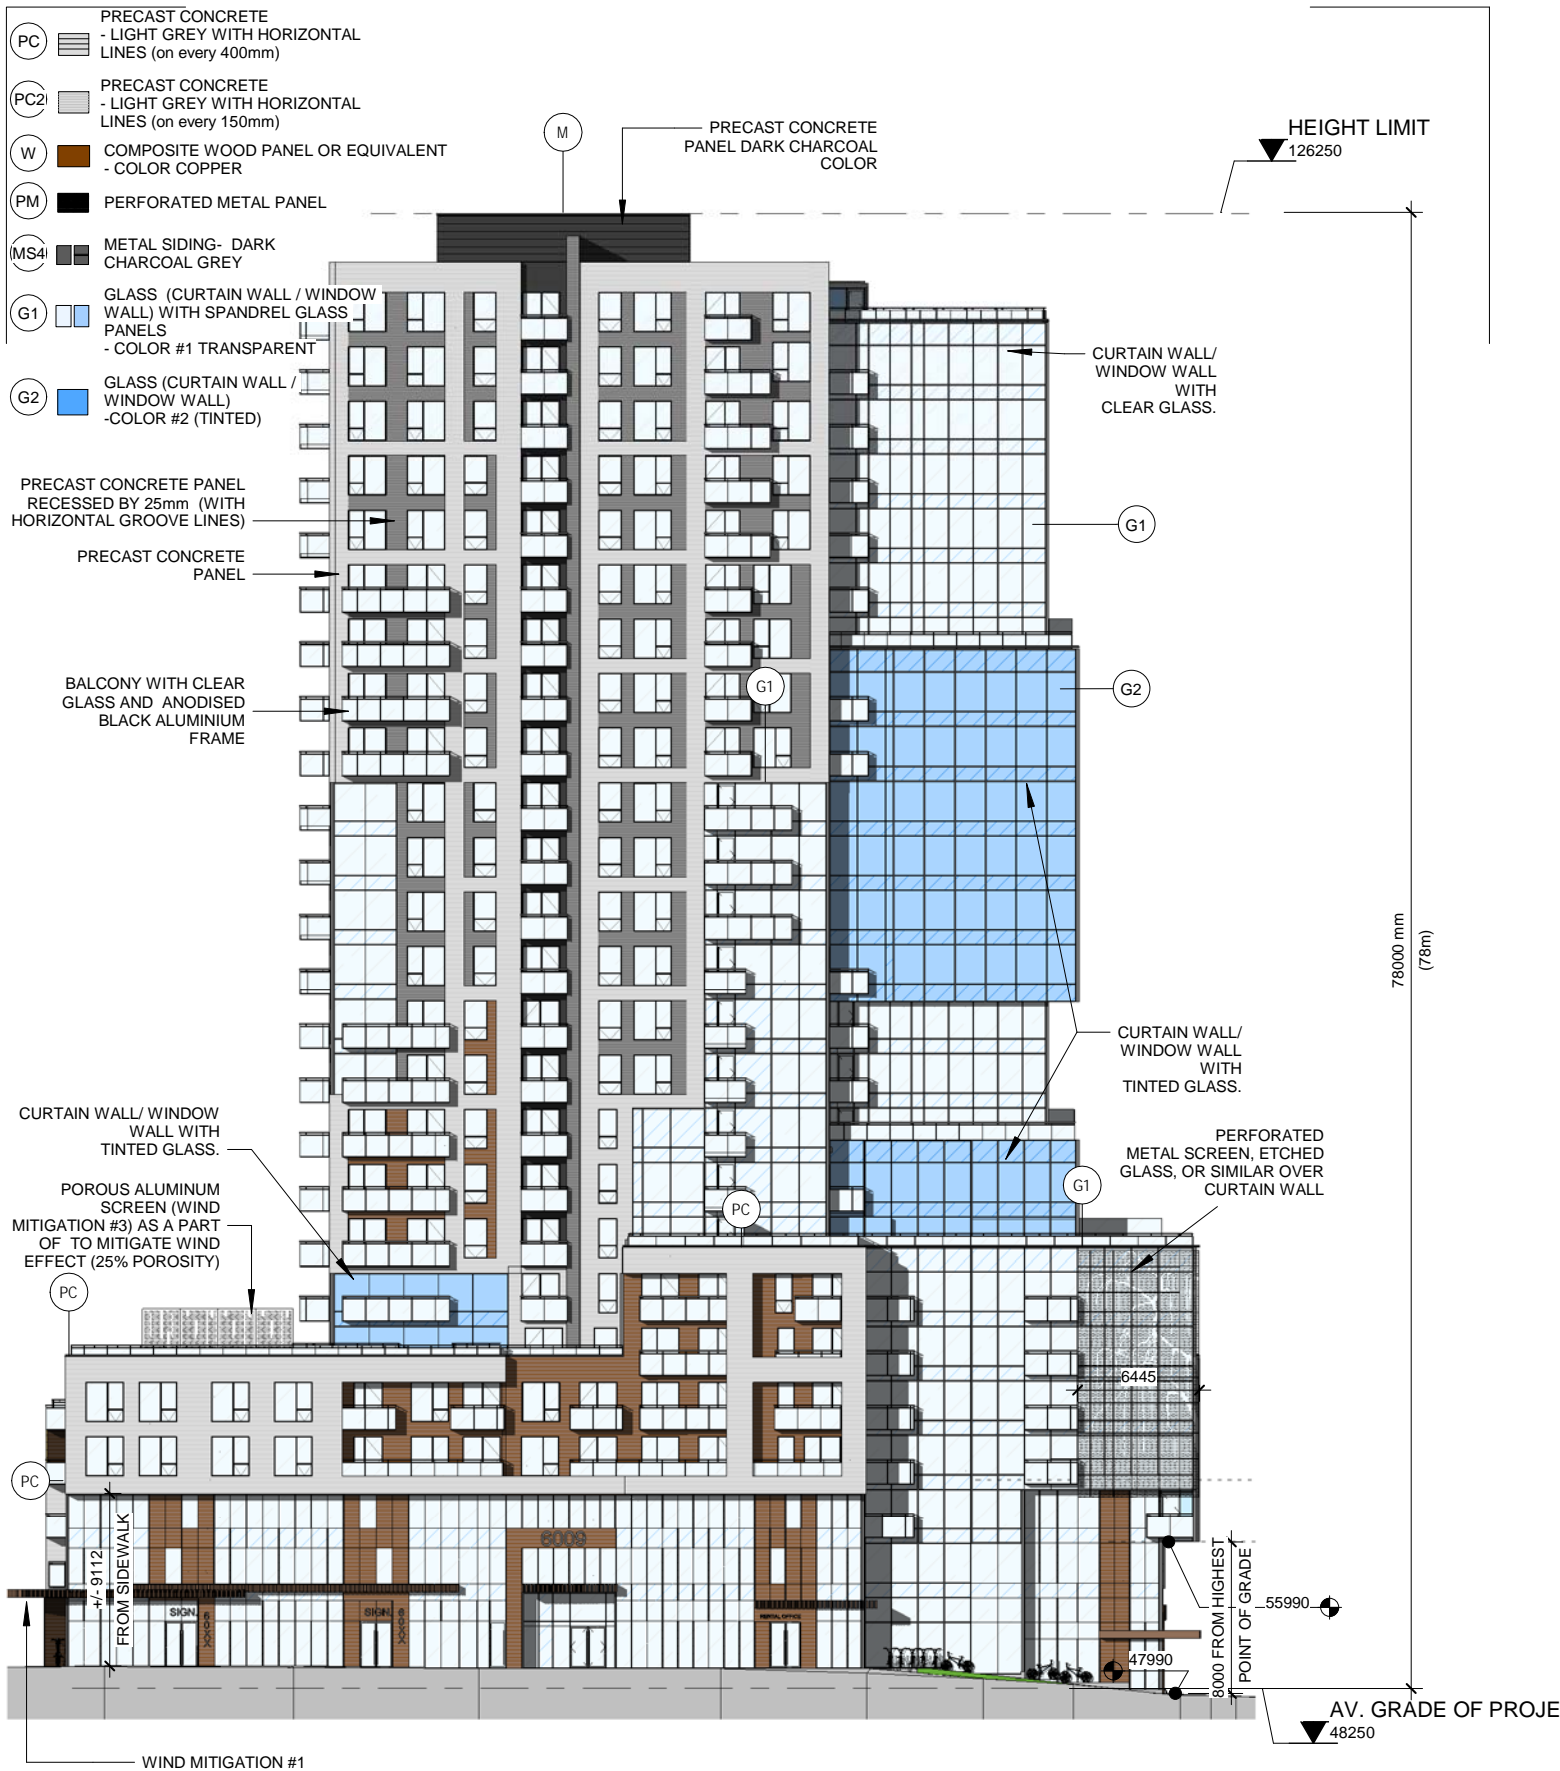 PC
PRECAST CONCRETE
- LIGHT GREY WITH HORIZONTAL
LINES (on every 400mm)
PC2
PRECAST CONCRETE
- LIGHT GREY WITH HORIZONTAL
LINES (on every 150mm)
W
COMPOSITE WOOD PANEL OR EQUIVALENT
- COLOR COPPER
PM
PERFORATED METAL PANEL
MS4
METAL SIDING- DARK
CHARCOAL GREY
G1
GLASS (CURTAIN WALL / WINDOW
WALL) WITH SPANDREL GLASS
PANELS
- COLOR #1 TRANSPARENT
G2
GLASS (CURTAIN WALL /
WINDOW WALL)
-COLOR #2 (TINTED)
M
PRECAST CONCRETE
PANEL DARK CHARCOAL
COLOR
HEIGHT LIMIT
126250
CURTAIN WALL/
WINDOW WALL
WITH
CLEAR GLASS.
PRECAST CONCRETE PANEL
RECESSED BY 25mm (WITH
HORIZONTAL GROOVE LINES)
G1
PRECAST CONCRETE
PANEL
BALCONY WITH CLEAR
GLASS AND ANODISED
BLACK ALUMINIUM
FRAME
G1
G2
78000 mm
(78m)
CURTAIN WALL/
WINDOW WALL
WITH
TINTED GLASS.
CURTAIN WALL/ WINDOW
WALL WITH
TINTED GLASS.
PERFORATED
METAL SCREEN, ETCHED
GLASS, OR SIMILAR OVER
CURTAIN WALL
G1
PC
POROUS ALUMINUM
SCREEN (WIND
MITIGATION #3) AS A PART
OF TO MITIGATE WIND
EFFECT (25% POROSITY)
PC
6445
PC
+/- 9112
FROM SIDEWALK
6009
SIGN.
60XX
SIGN.
60XX
RENTAL OFFICE
8000 FROM HIGHEST
POINT OF GRADE
55990
47990
AV. GRADE OF PROJE
48250
WIND MITIGATION #1